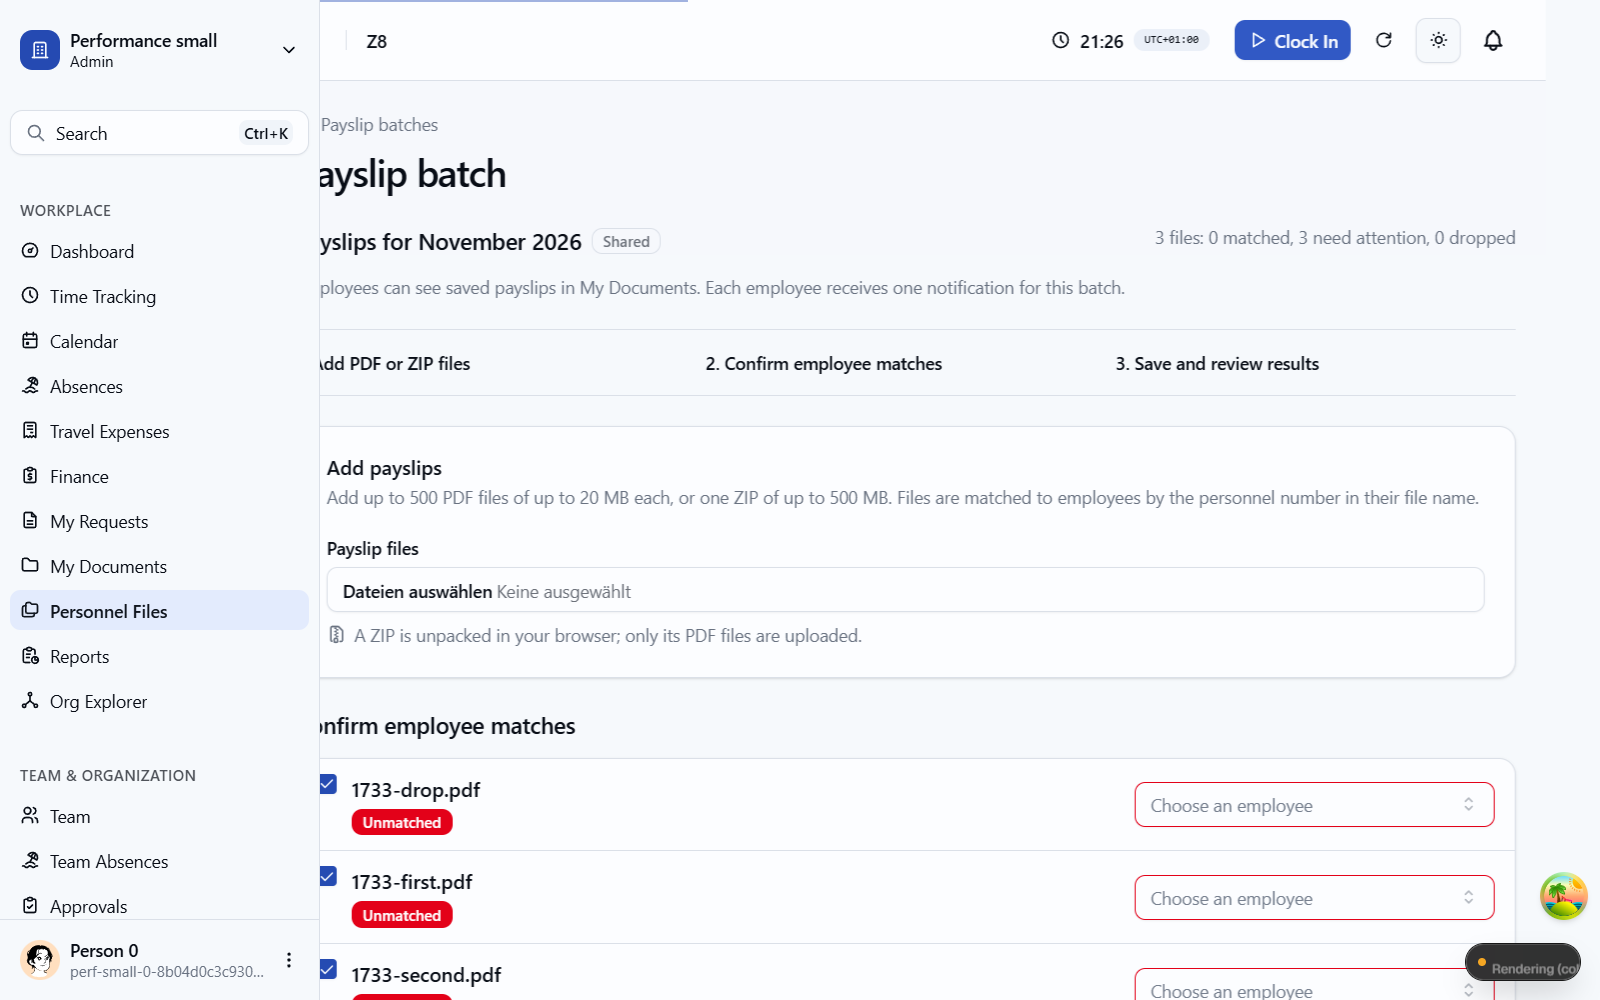 Performance small
Admin
Search
Ctrl+K
WORKPLACE
Dashboard
Time Tracking
Calendar
Absences
Travel Expenses
Finance
My Requests
My Documents
Personnel Files
Reports
Org Explorer
TEAM & ORGANIZATION
Team
Team Absences
Approvals
Person 0
perf-small-0-8b04d0c3c930...
Z8
21:26
UTC+01:00
Clock In
Payslip batches
ayslip batch
yslips for November 2026
Shared
3 files: 0 matched, 3 need attention, 0 dropped
ployees can see saved payslips in My Documents. Each employee receives one notification for this batch.
Add PDF or ZIP files
2. Confirm employee matches
3. Save and review results
Add payslips
Add up to 500 PDF files of up to 20 MB each, or one ZIP of up to 500 MB. Files are matched to employees by the personnel number in their file name.
Payslip files
Dateien auswählen Keine ausgewählt
A ZIP is unpacked in your browser; only its PDF files are uploaded.
onfirm employee matches
1733-drop.pdf
Unmatched
Choose an employee
1733-first.pdf
Unmatched
Choose an employee
1733-second.pdf
Choose an employee
Rendering (co